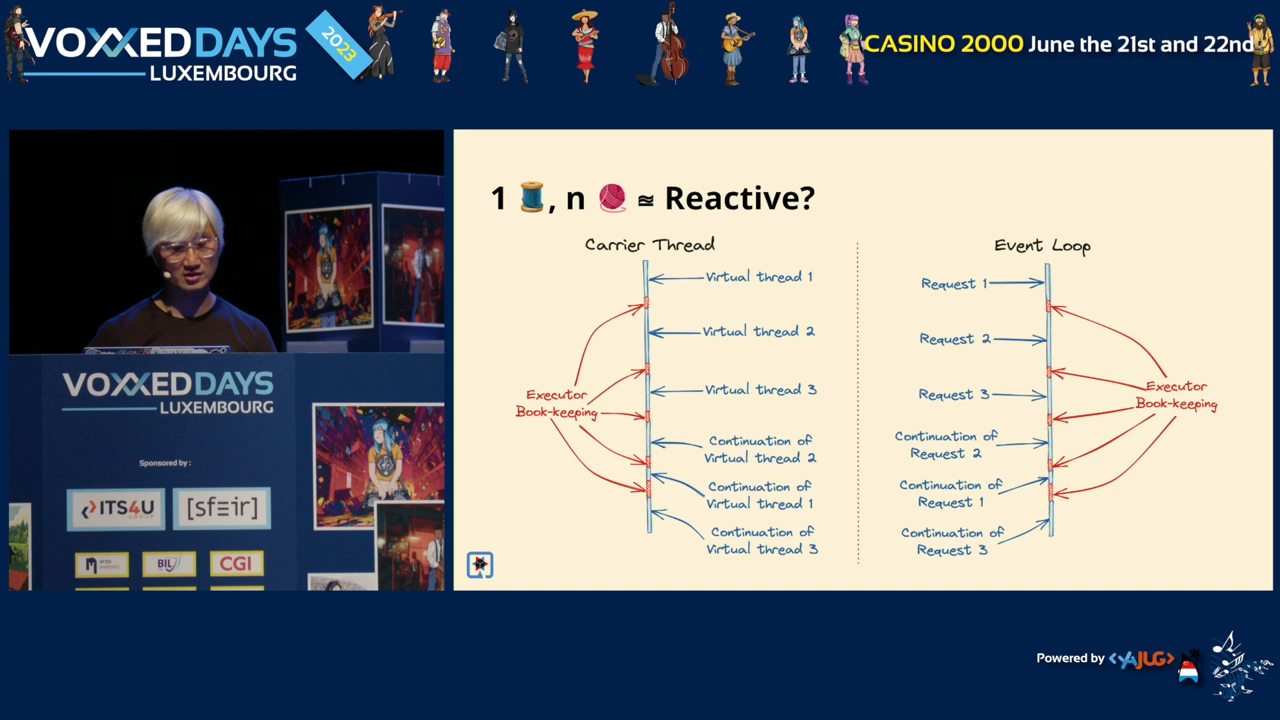 VOXXED DAYS
LUXEMBOURG
2023
CASINO 2000 June the 21st and 22nd
VOXXED DAYS
LUXEMBOURG
Sponsored by :
ITS4U
GROUP
[sfeir]
BIL
CGI
1 🧵, n 🧶 ≅ Reactive?
Carrier Thread
Virtual thread 1
Virtual thread 2
Virtual thread 3
Executor
Book-keeping
Continuation of
Virtual thread 2
Continuation of
Virtual thread 1
Continuation of
Virtual thread 3
Event Loop
Request 1
Request 2
Request 3
Executor
Book-keeping
Continuation of
Request 2
Continuation of
Request 1
Continuation of
Request 3
Powered by <YAJUG>